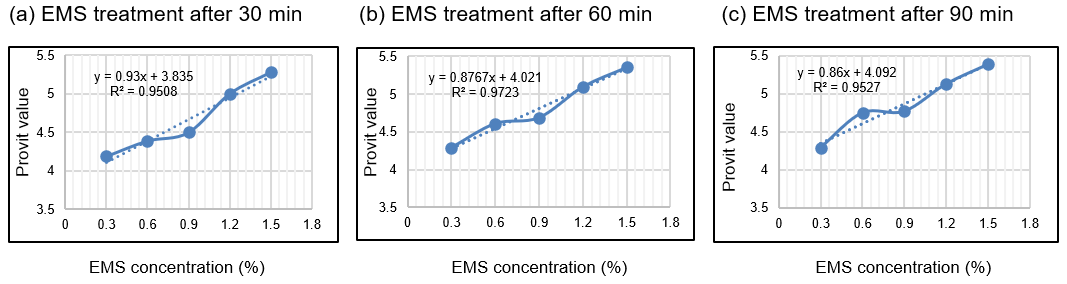 (a) EMS treatment after 30 min
5.5
5
4.5
4
3.5
0 0.3 0.6 0.9 1.2 1.5 1.8
y = 0.93x + 3.835
R² = 0.9508
Provit value
EMS concentration (%)
(b) EMS treatment after 60 min
5.5
5
4.5
4
3.5
0 0.3 0.6 0.9 1.2 1.5 1.8
y = 0.8767x + 4.021
R² = 0.9723
Provit value
EMS concentration (%)
(c) EMS treatment after 90 min
5.5
5
4.5
4
3.5
0 0.3 0.6 0.9 1.2 1.5 1.8
y = 0.86x + 4.092
R² = 0.9527
Provit value
EMS concentration (%)